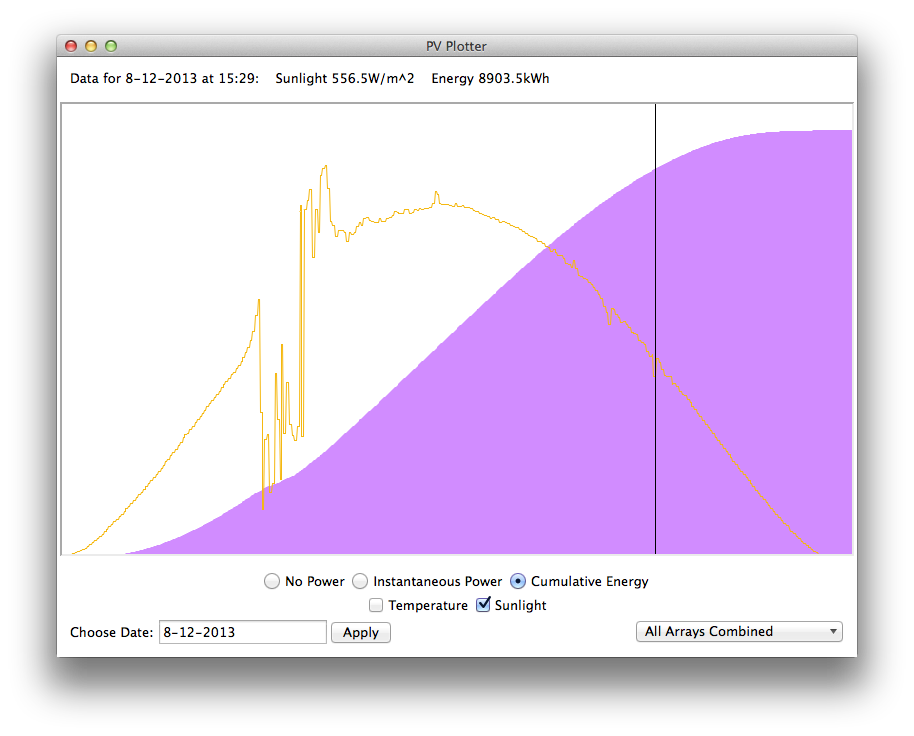 PV Plotter
Data for 8-12-2013 at 15:29: Sunlight 556.5W/m^2 Energy 8903.5kWh
No Power Instantaneous Power Cumulative Energy
Temperature Sunlight
Choose Date: 8-12-2013 Apply All Arrays Combined